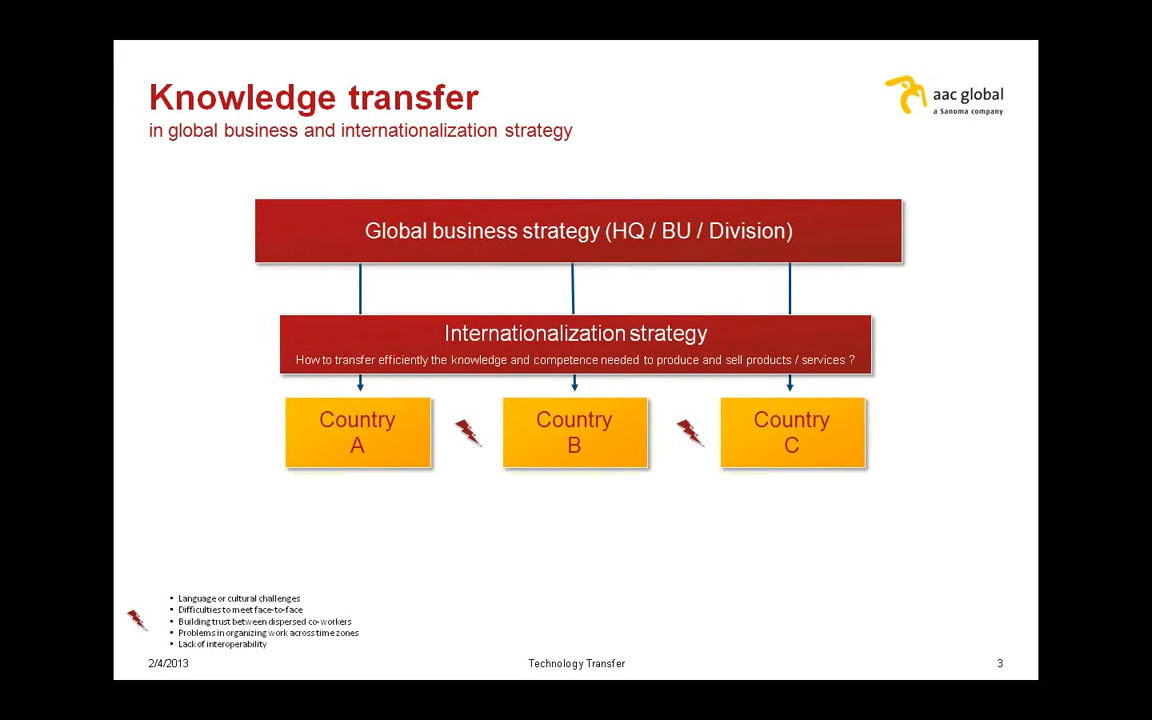 Knowledge transfer
in global business and internationalization strategy
aac global
a Sanoma company
Global business strategy (HQ / BU / Division)
Internationalization strategy
How to transfer efficiently the knowledge and competence needed to produce and sell products / services ?
Country
A
Country
B
Country
C
• Language or cultural challenges
• Difficulties to meet face-to-face
• Building trust between dispersed co-workers
• Problems in organizing work across time zones
• Lack of interoperability
2/4/2013
Technology Transfer
3